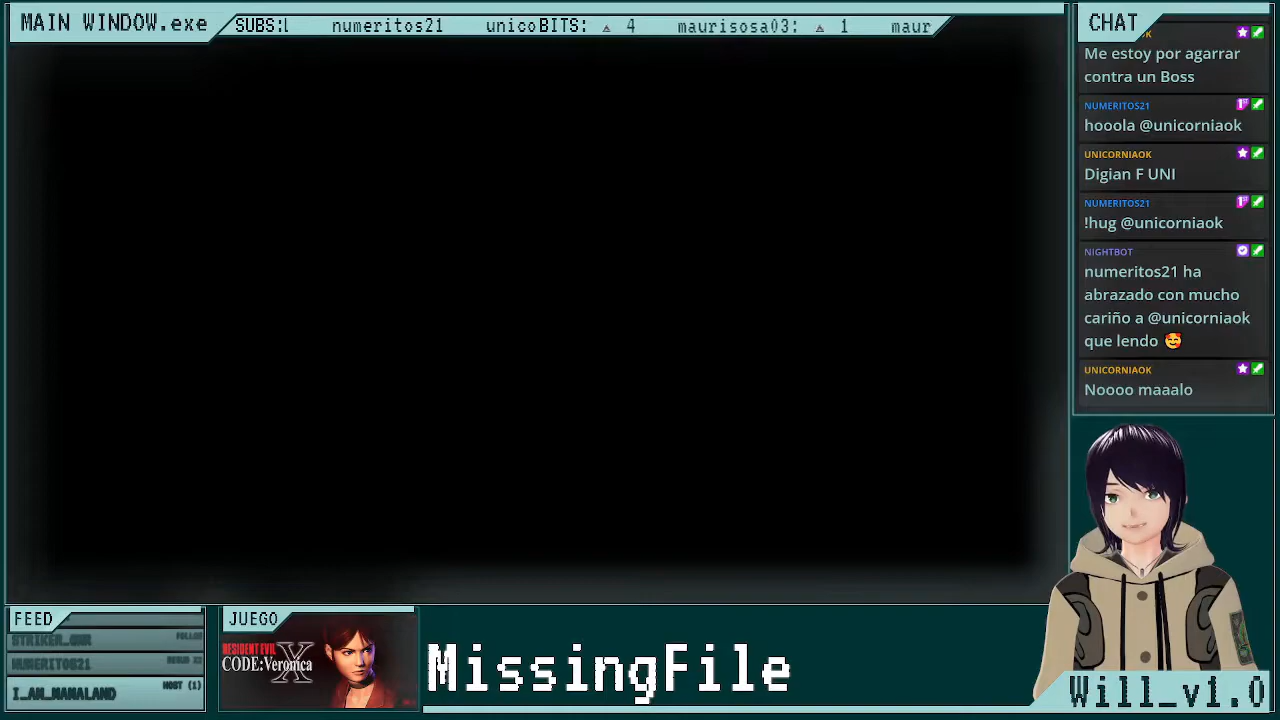 MAIN WINDOW.exe
SUBS: numeritos21 unicoBITS: 4 maurisosa03: 1 maur
CHAT
Me estoy por agarrar
contra un Boss
NUMERITOS21
hooola @unicorniaok
UNICORNIAOK
Digian F UNI
NUMERITOS21
!hug @unicorniaok
NIGHTBOT
numeritos21 ha
abrazado con mucho
cariño a @unicorniaok
que lendo
UNICORNIAOK
Noooo maaalo
FEED
STRIKER_GNR FOLLOW
NUMERITOS21
I_AM_MANALAND HOST (1)
JUEGO
RESIDENT EVIL
CODE:Veronica
X
MissingFile
Will_v1.0